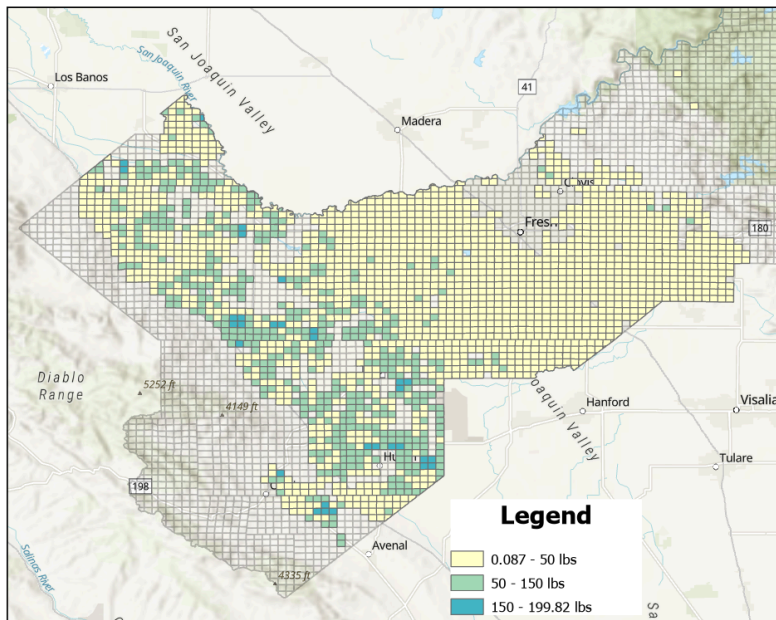 San Joaquin River
San Joaquin Valley
Los Banos
41
Madera
180
Diablo
Range
5252 ft
4149 ft
Hanford
Visalia
Valley
Tulare
198
Avenal
4335 ft
Salinas River
Legend
0.087 - 50 lbs
50 - 150 lbs
150 - 199.82 lbs